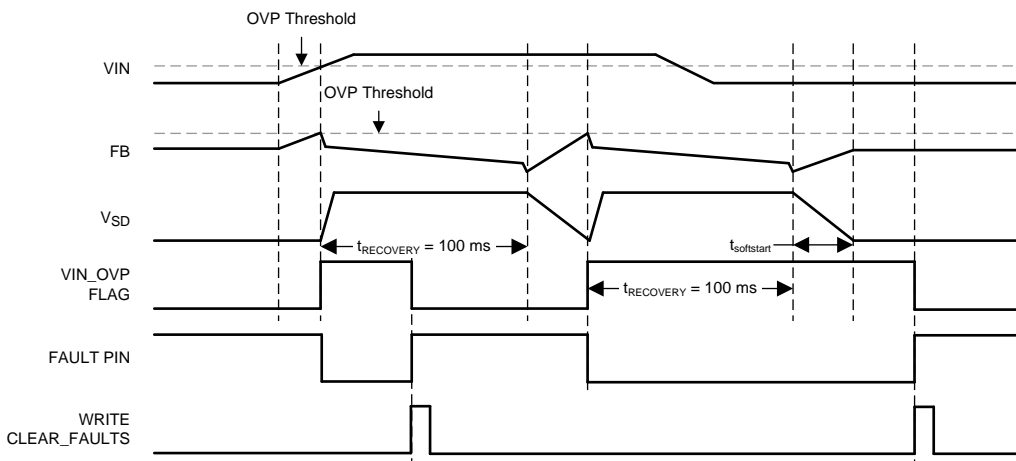 OVP Threshold
VIN
OVP Threshold
FB
VSD
tRECOVERY = 100 ms
tsoftstart
VIN_OVP
FLAG
tRECOVERY = 100 ms
FAULT PIN
WRITE
CLEAR_FAULTS